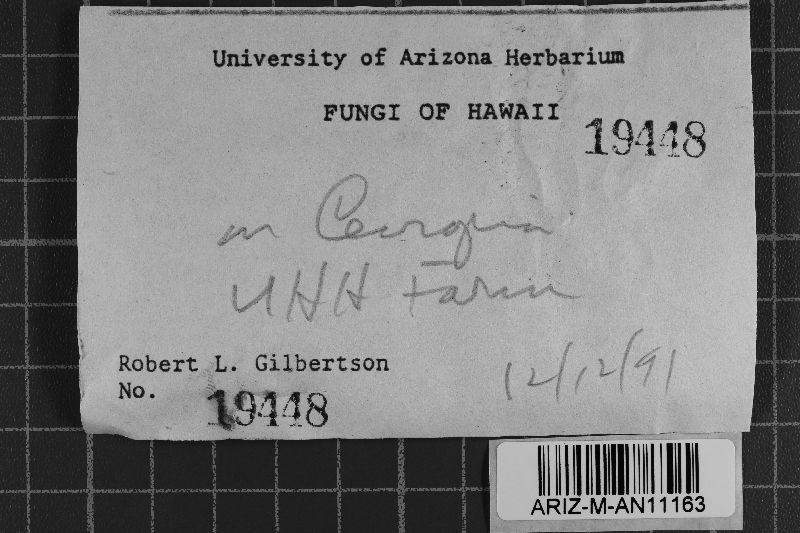 University of Arizona Herbarium
FUNGI OF HAWAII
19448
on
UHH Farm
Robert L. Gilbertson
No. 19448
12/12/91
ARIZ-M-AN11163